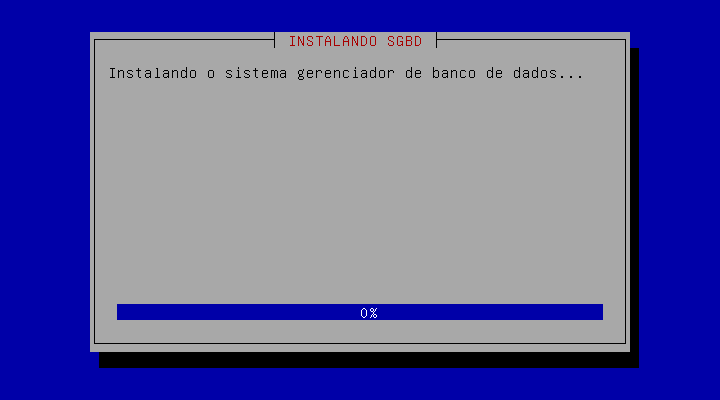 INSTALANDO SGBD
Instalando o sistema gerenciador de banco de dados...
0%